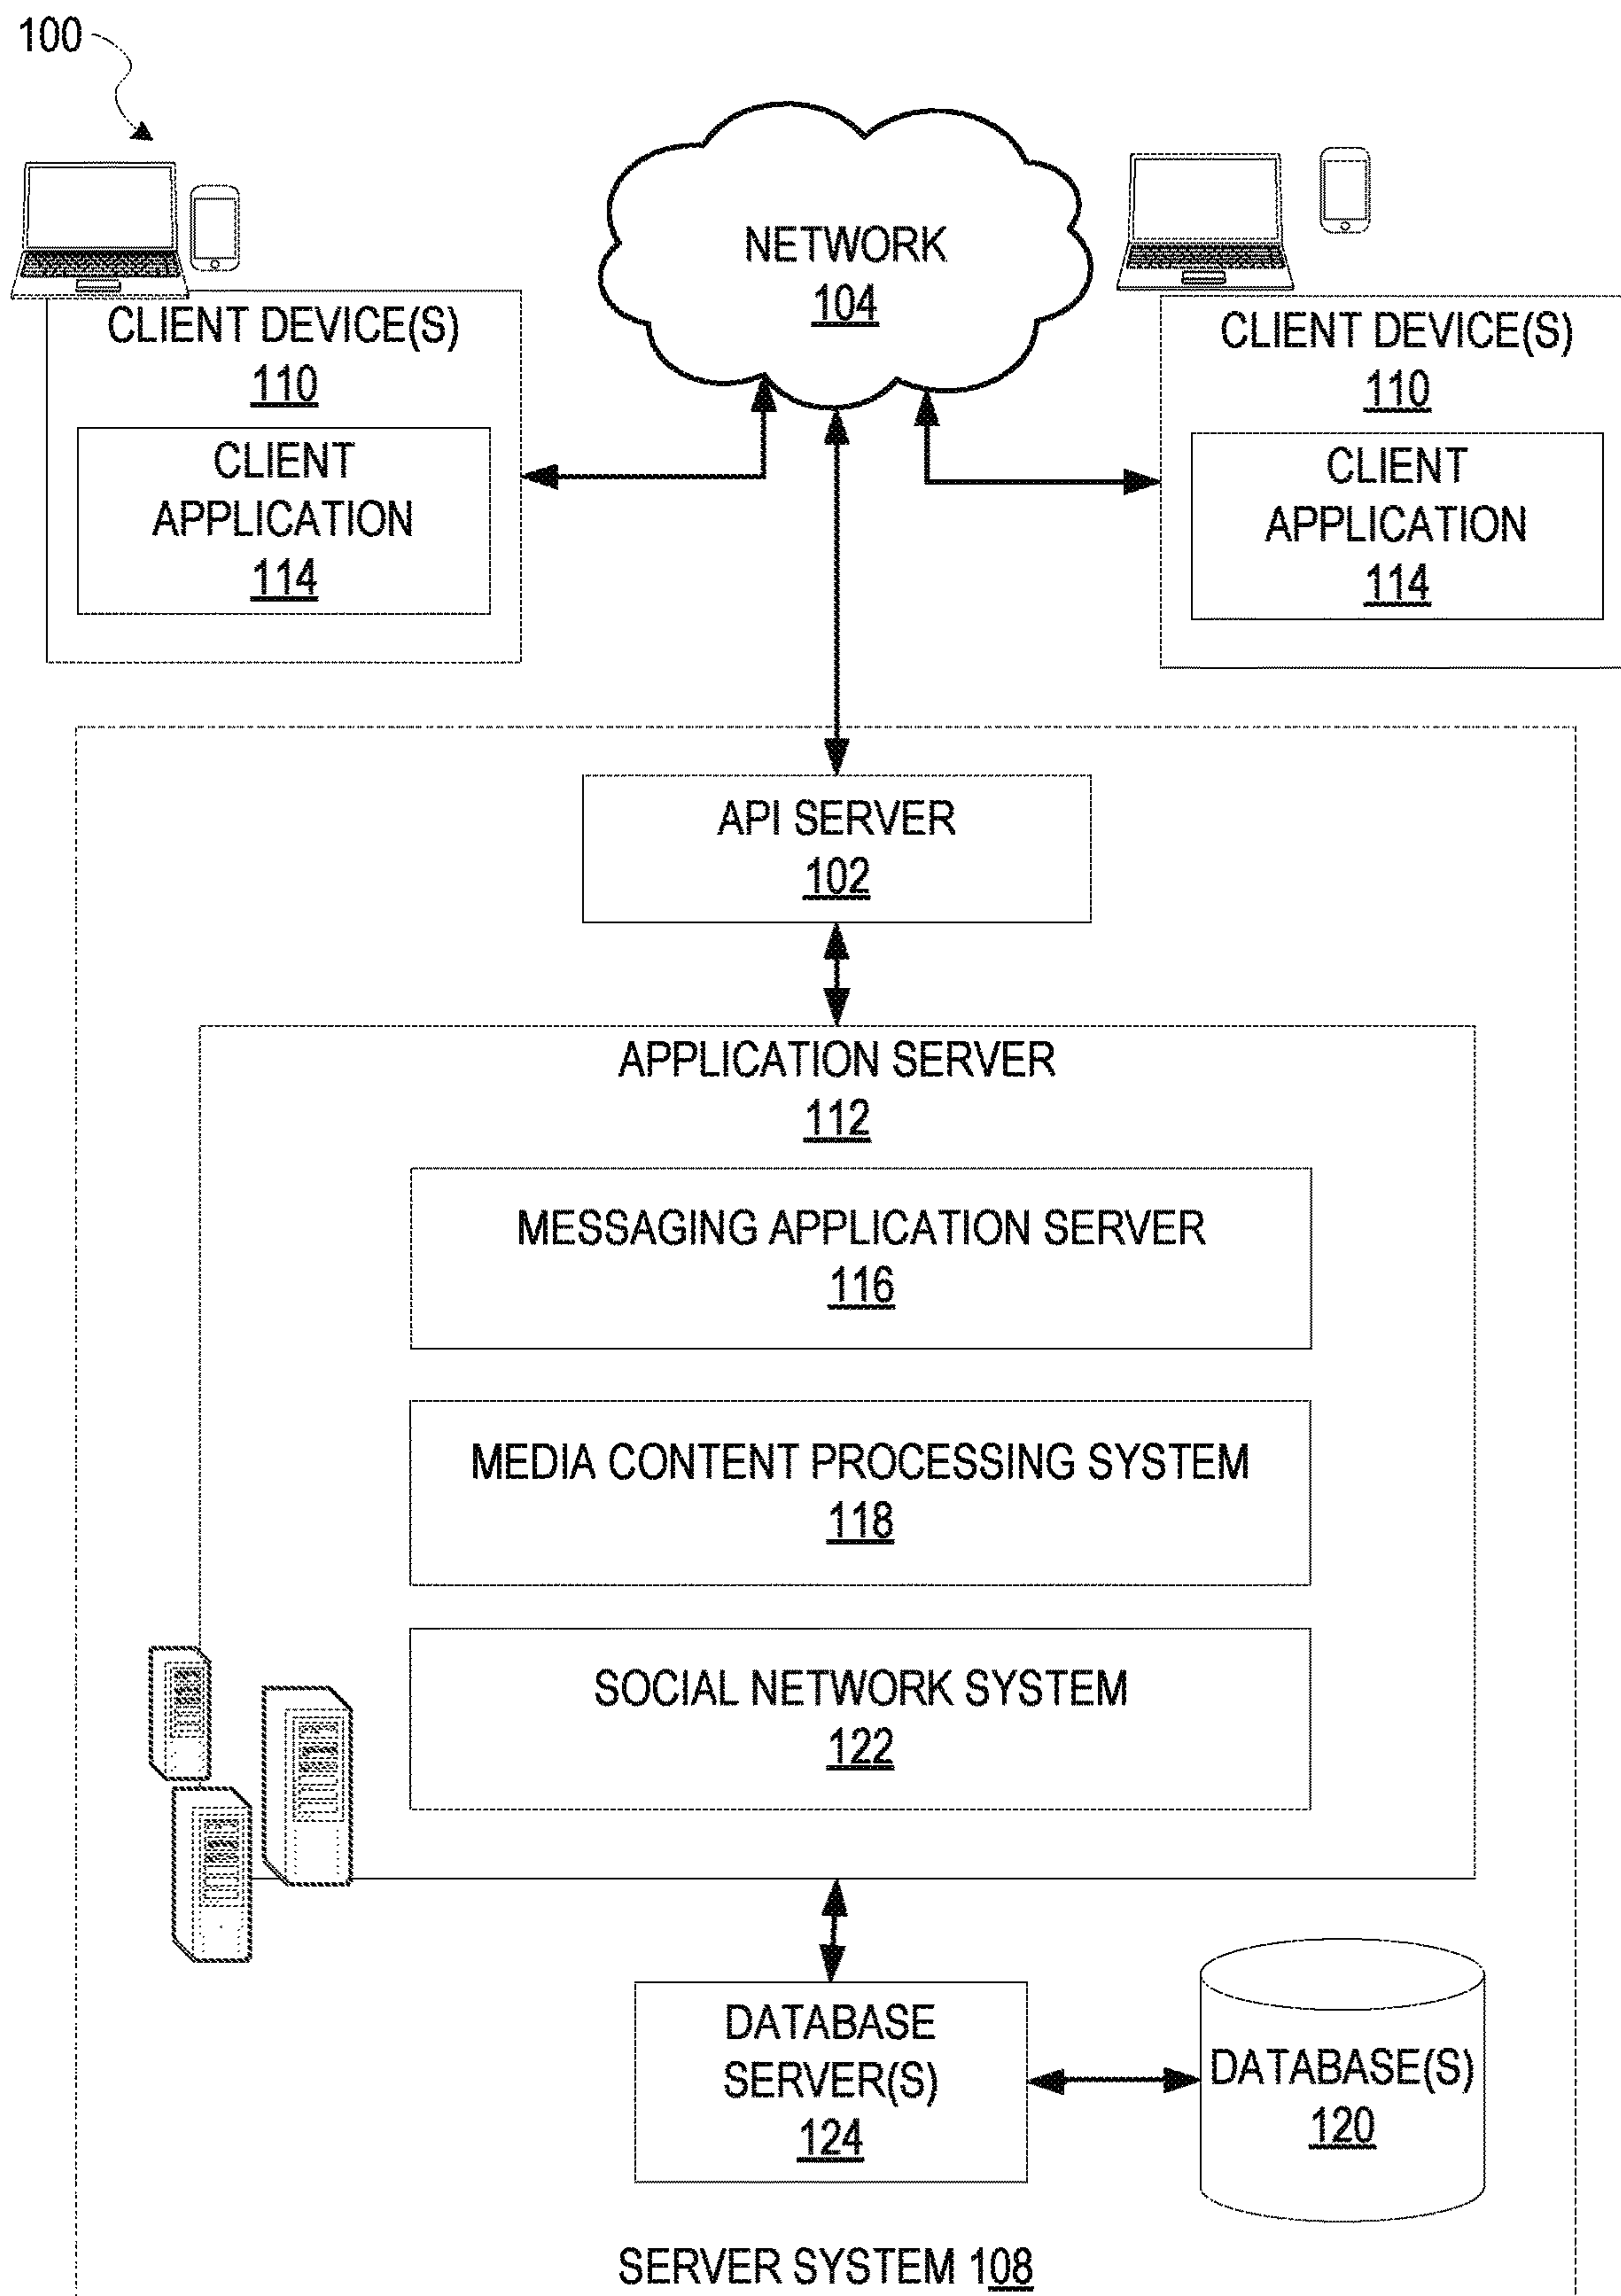 100
NETWORK
104
CLIENT DEVICE(S)
110
CLIENT
APPLICATION
114
CLIENT DEVICE(S)
110
CLIENT
APPLICATION
114
API SERVER
102
APPLICATION SERVER
112
MESSAGING APPLICATION SERVER
116
MEDIA CONTENT PROCESSING SYSTEM
118
SOCIAL NETWORK SYSTEM
122
DATABASE
SERVER(S)
124
DATABASE(S)
120
SERVER SYSTEM 108